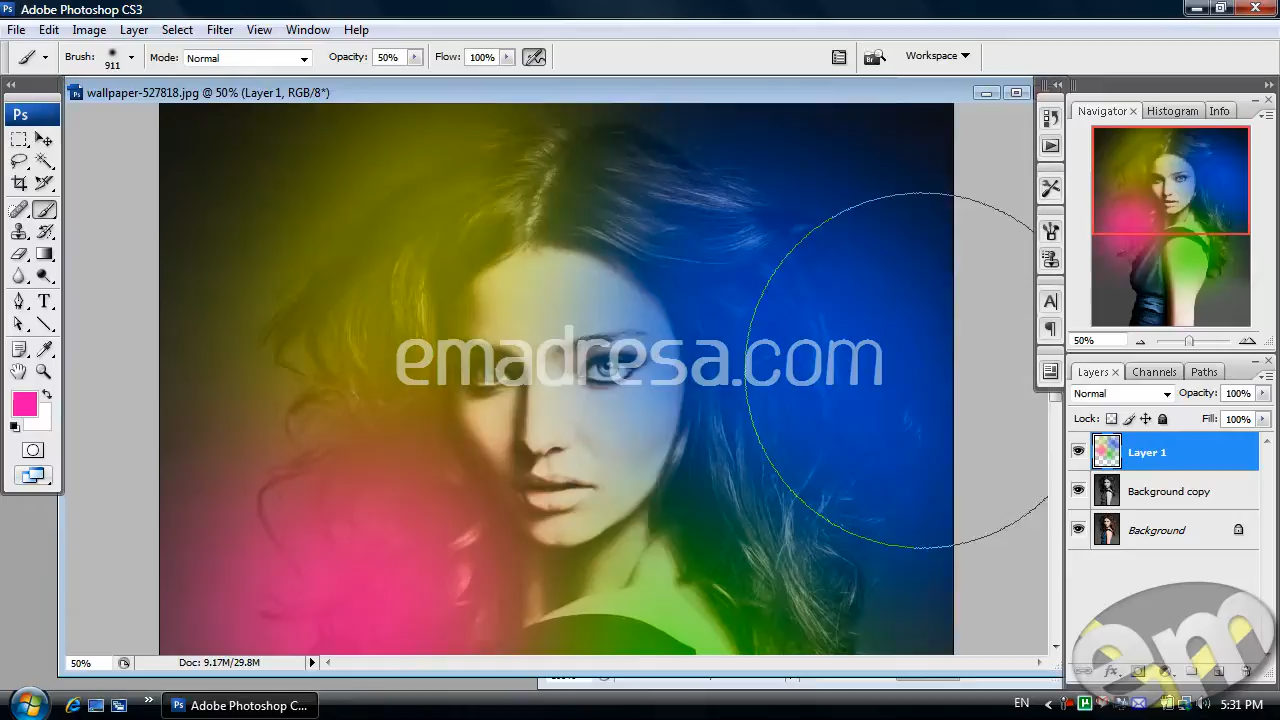 Adobe Photoshop CS3
File Edit Image Layer Select Filter View Window Help
Brush: 911 Mode: Normal Opacity: 50% Flow: 100% Workspace
wallpaper-527818.jpg @ 50% (Layer 1, RGB/8*)
Ps
Navigator × Histogram Info
emadresa.com
50%
Layers × Channels Paths
Normal Opacity: 100%
Lock: Fill: 100%
Layer 1
Background copy
Background
em
50% Doc: 9.17M/29.8M
Adobe Photoshop C... EN 5:31 PM